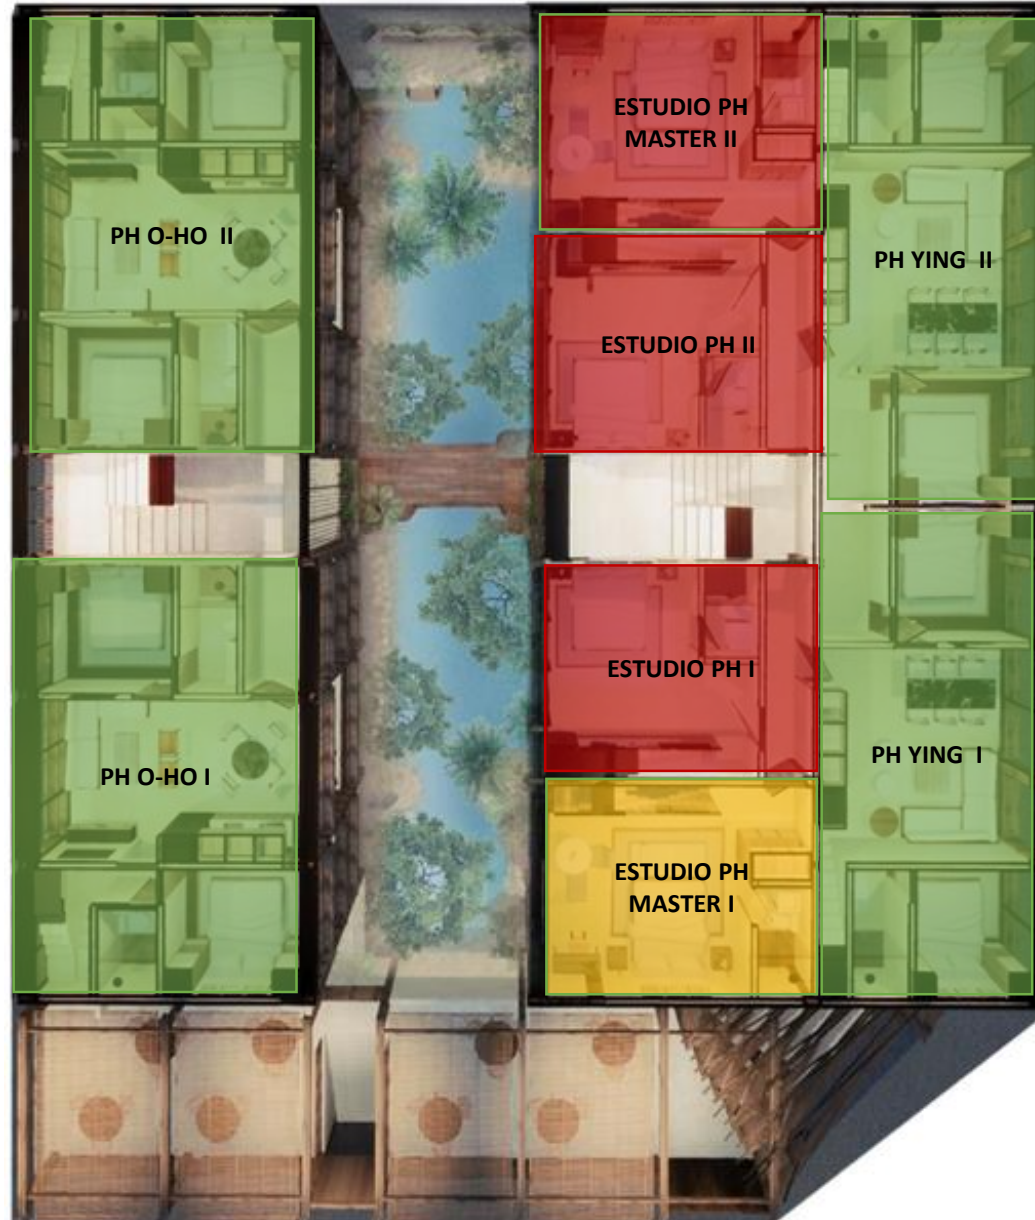 ESTUDIO PH
MASTER II
PH O-HO II
PH YING II
ESTUDIO PH II
ESTUDIO PH I
PH YING I
PH O-HO I
ESTUDIO PH
MASTER I